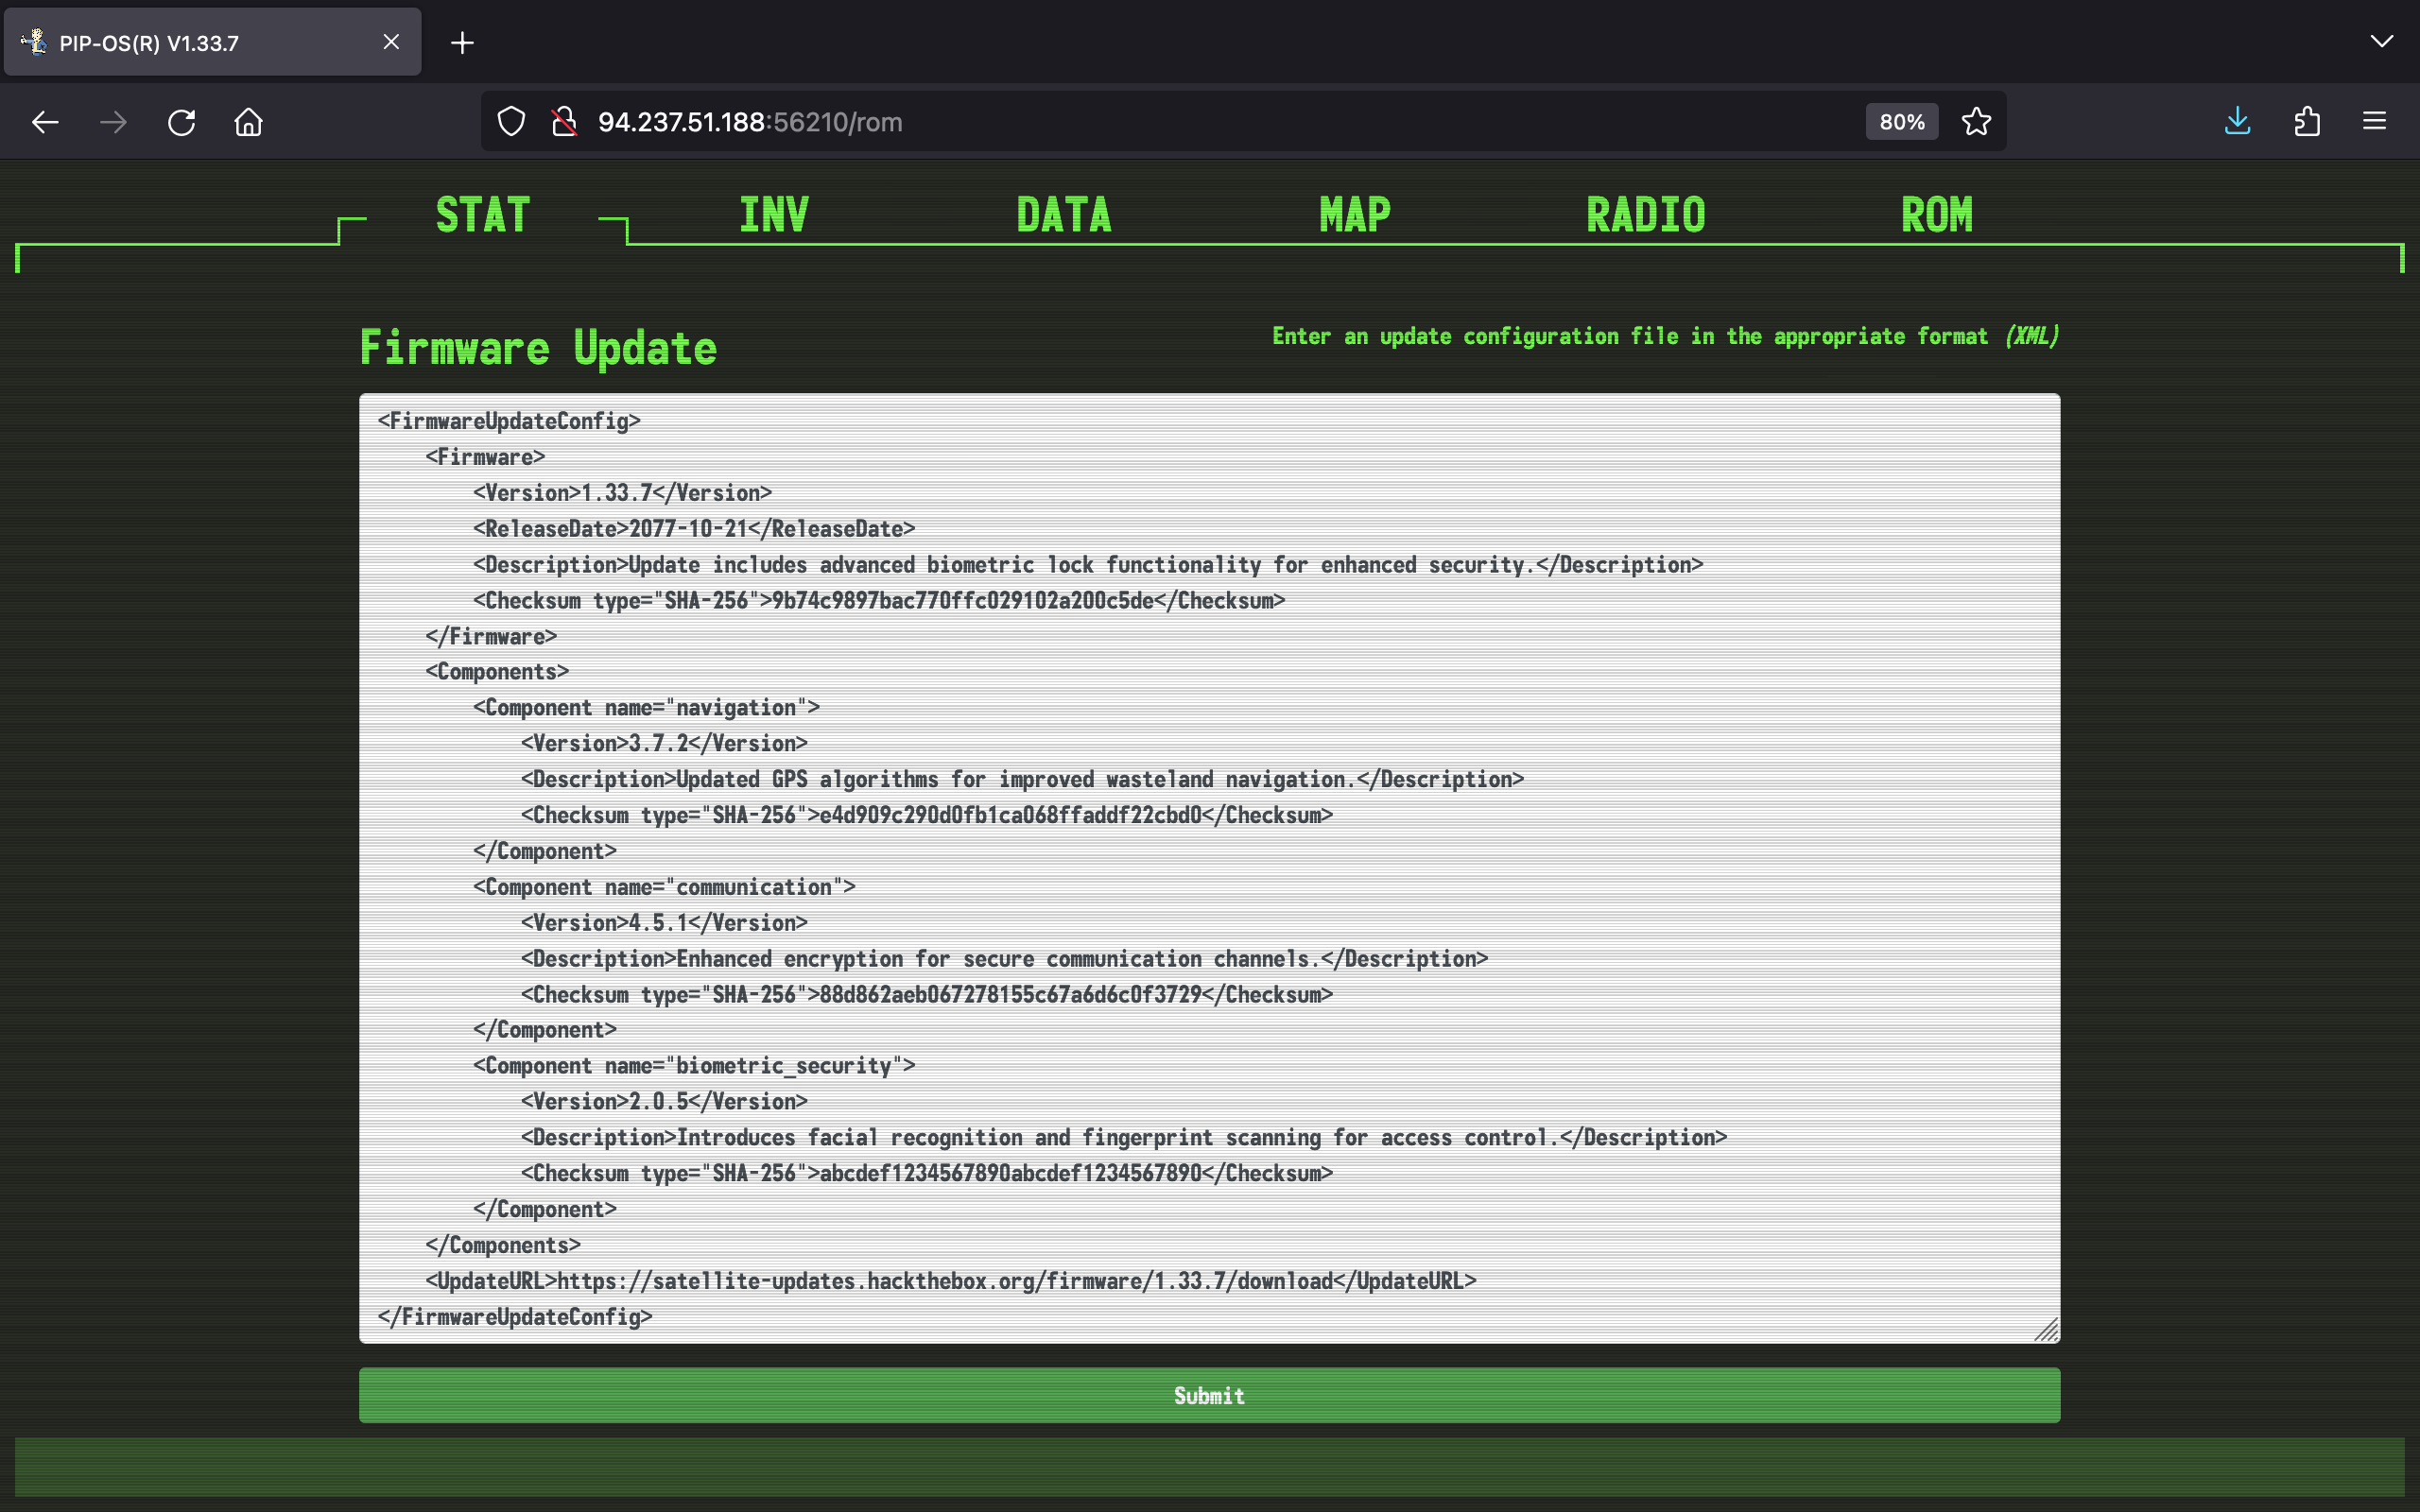 PIP-OS(R) V1.33.7
94.237.51.188:56210/rom
80%
STAT INV DATA MAP RADIO ROM
Firmware Update
Enter an update configuration file in the appropriate format (XML)
<FirmwareUpdateConfig>
    <Firmware>
        <Version>1.33.7</Version>
        <ReleaseDate>2077-10-21</ReleaseDate>
        <Description>Update includes advanced biometric lock functionality for enhanced security.</Description>
        <Checksum type="SHA-256">9b74c9897bac770ffc029102a200c5de</Checksum>
    </Firmware>
    <Components>
        <Component name="navigation">
            <Version>3.7.2</Version>
            <Description>Updated GPS algorithms for improved wasteland navigation.</Description>
            <Checksum type="SHA-256">e4d909c290d0fb1ca068ffaddf22cbd0</Checksum>
        </Component>
        <Component name="communication">
            <Version>4.5.1</Version>
            <Description>Enhanced encryption for secure communication channels.</Description>
            <Checksum type="SHA-256">88d862aeb067278155c67a6d6c0f3729</Checksum>
        </Component>
        <Component name="biometric_security">
            <Version>2.0.5</Version>
            <Description>Introduces facial recognition and fingerprint scanning for access control.</Description>
            <Checksum type="SHA-256">abcdef1234567890abcdef1234567890</Checksum>
        </Component>
    </Components>
    <UpdateURL>https://satellite-updates.hackthebox.org/firmware/1.33.7/download</UpdateURL>
</FirmwareUpdateConfig>
Submit